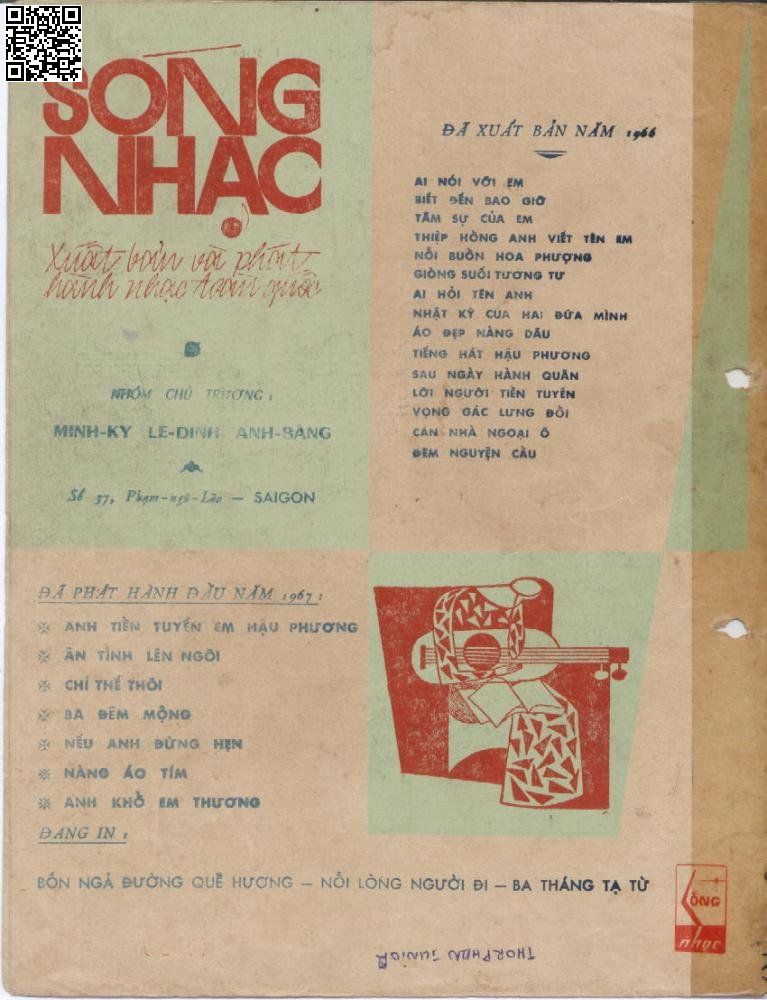 SÓNG
NHẠC
Xuất bản và phát
hành nhạc toàn quốc
NHÓM CHỦ TRƯƠNG :
MINH-KY LE-DINH ANH-BANG
Số 37, Phạm-ngũ-Lão — SAIGON
ĐÃ XUẤT BẢN NĂM 1966
AI NÓI VỚI EM
BIẾT ĐẾN BAO GIỜ
TÂM SỰ CỦA EM
THIỆP HỒNG ANH VIẾT TÊN EM
NỖI BUỒN HOA PHƯỢNG
GIÒNG SUỐI TƯƠNG TƯ
AI HỎI TÊN ANH
NHẬT KÝ CỦA HAI ĐỨA MÌNH
ÁO ĐẸP NÀNG DÂU
TIẾNG HÁT HẬU PHƯƠNG
SAU NGÀY HÀNH QUÂN
LỜI NGƯỜI TIỀN TUYẾN
VỌNG GÁC LƯNG ĐỒI
CĂN NHÀ NGOẠI Ô
ĐÊM NGUYỆN CẦU
ĐÃ PHÁT HÀNH ĐẦU NĂM 1967 :
ANH TIỀN TUYẾN EM HẬU PHƯƠNG
ÂN TÌNH LÊN NGÔI
CHỈ THẾ THÔI
BA ĐÊM MỘNG
NẾU ANH ĐỪNG HẸN
NÀNG ÁO TÍM
ANH KHỞ EM THƯƠNG
ĐANG IN :
BỐN NGẢ ĐƯỜNG QUÊ HƯƠNG — NỖI LÒNG NGƯỜI ĐI — BA THÁNG TẠ TỪ
SÓNG
nhạc